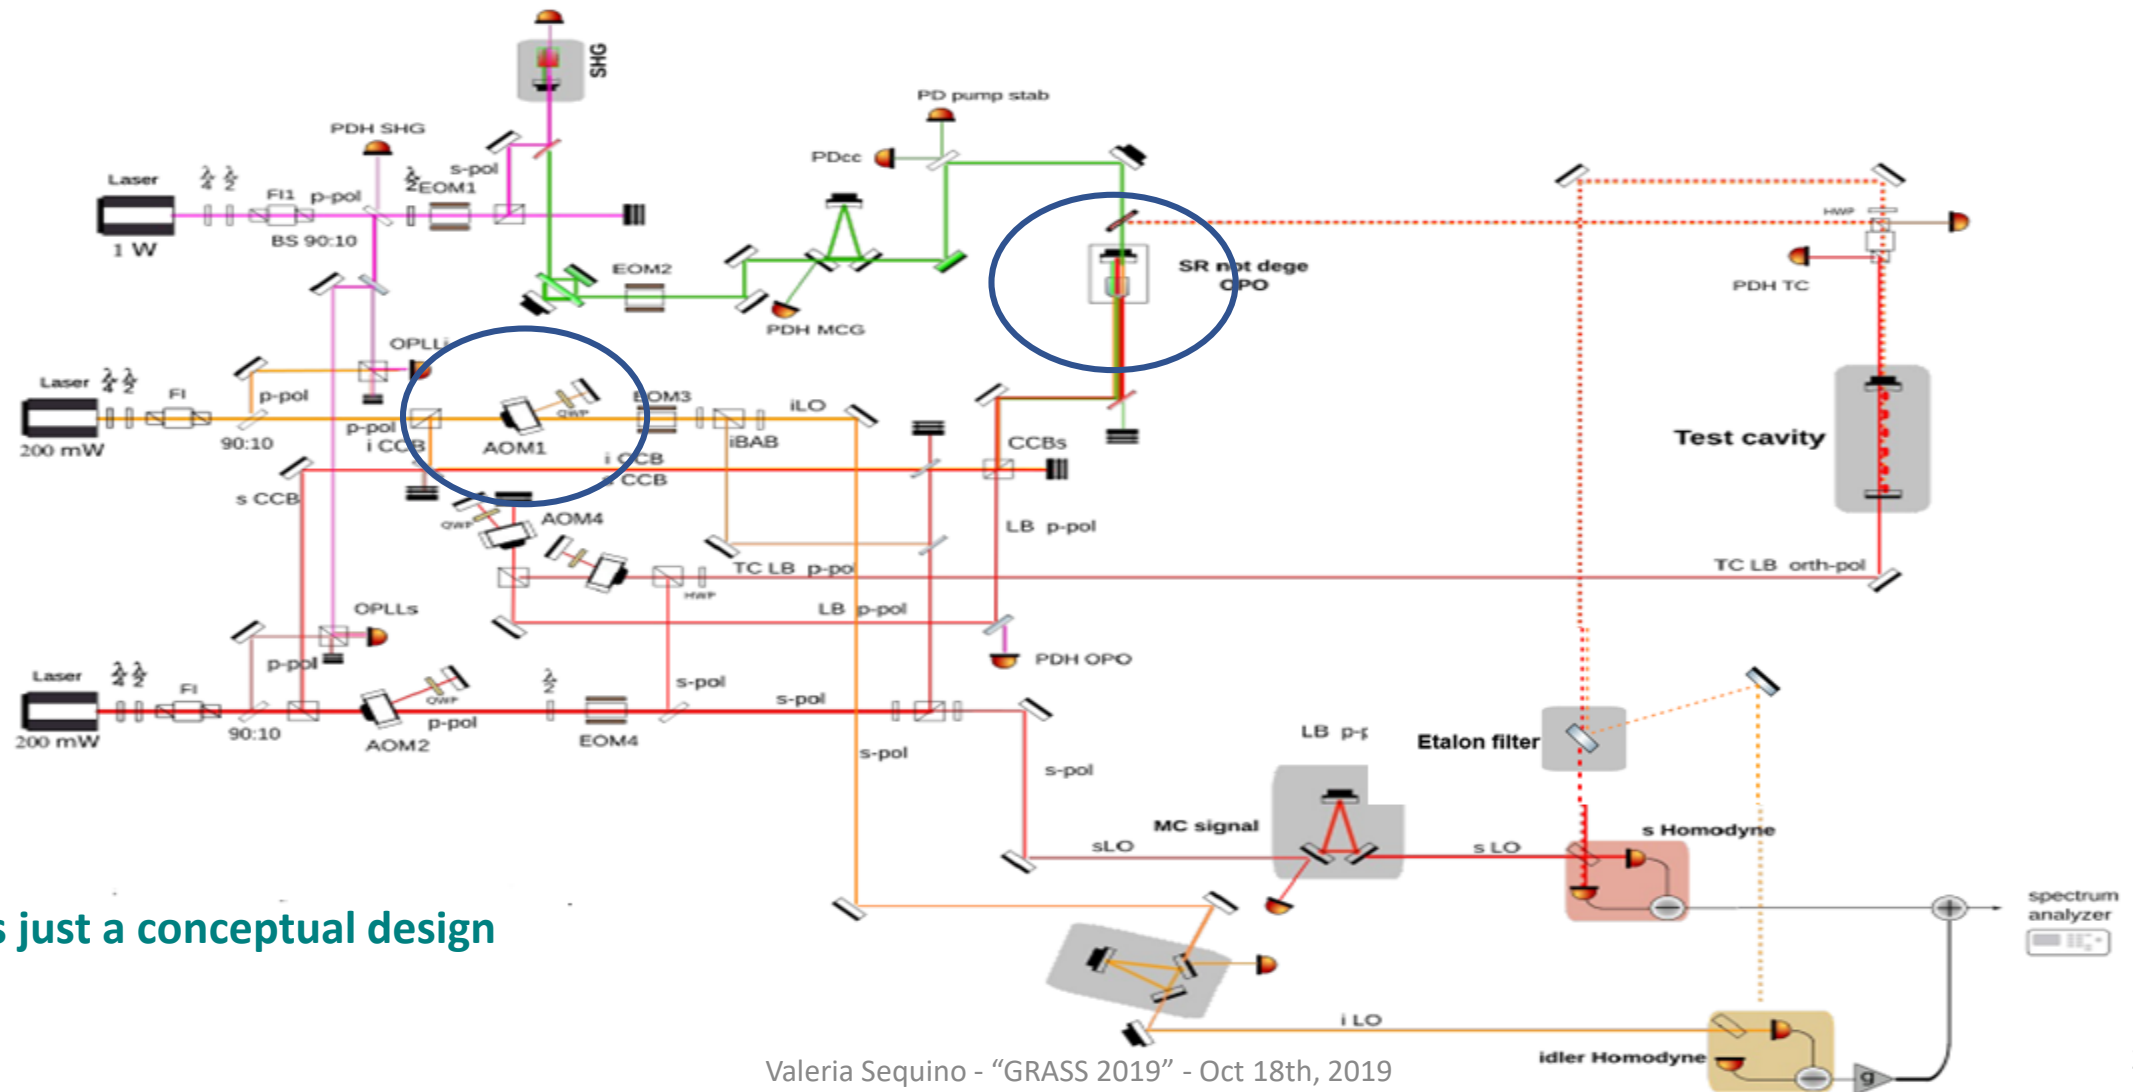 SHG
PD pump stab
PDH SHG
PDcc
s-pol
Laser
λ/4 λ/2
FI1 p-pol
λ/2 EOM1
BS 90:10
1 W
HWP
EOM2
SR not dege
OPO
PDH TC
PDH MCG
OPLLi
Laser λ/4 λ/2
FI
p-pol
EOM3
iLO
QWP
p-pol
200 mW
90:10
i CCB
AOM1
iBAB
CCBs
Test cavity
i CCB
s CCB
s CCB
QWP
AOM4
LB p-pol
TC LB p-pol
TC LB orth-pol
HWP
OPLLs
LB p-pol
p-pol
PDH OPO
Laser
λ/4 λ/2
FI
λ/2
s-pol
s-pol
QWP
p-pol
200 mW
90:10
AOM2
EOM4
s-pol
LB p-p
Etalon filter
s-pol
MC signal
s Homodyne
sLO
s LO
spectrum
analyzer
s just a conceptual design
i LO
idler Homodyne
g
Valeria Sequino - “GRASS 2019” - Oct 18th, 2019